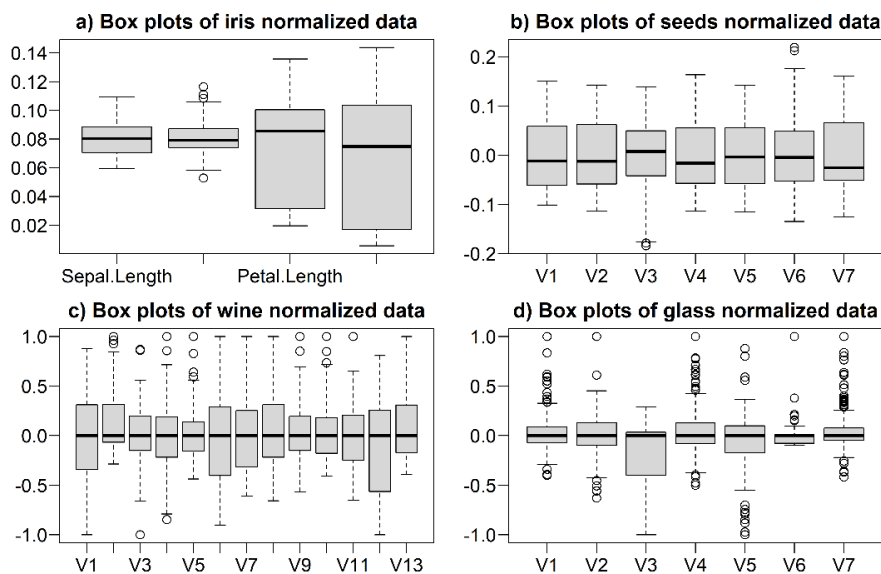 a) Box plots of iris normalized data
0.14
0.12
0.10
0.08
0.06
0.04
0.02
Sepal.Length Petal.Length
b) Box plots of seeds normalized data
0.2
0.1
0.0
-0.1
-0.2
V1 V2 V3 V4 V5 V6 V7
c) Box plots of wine normalized data
1.0
0.5
0.0
-0.5
-1.0
V1 V3 V5 V7 V9 V11 V13
d) Box plots of glass normalized data
1.0
0.5
0.0
-0.5
-1.0
V1 V2 V3 V4 V5 V6 V7